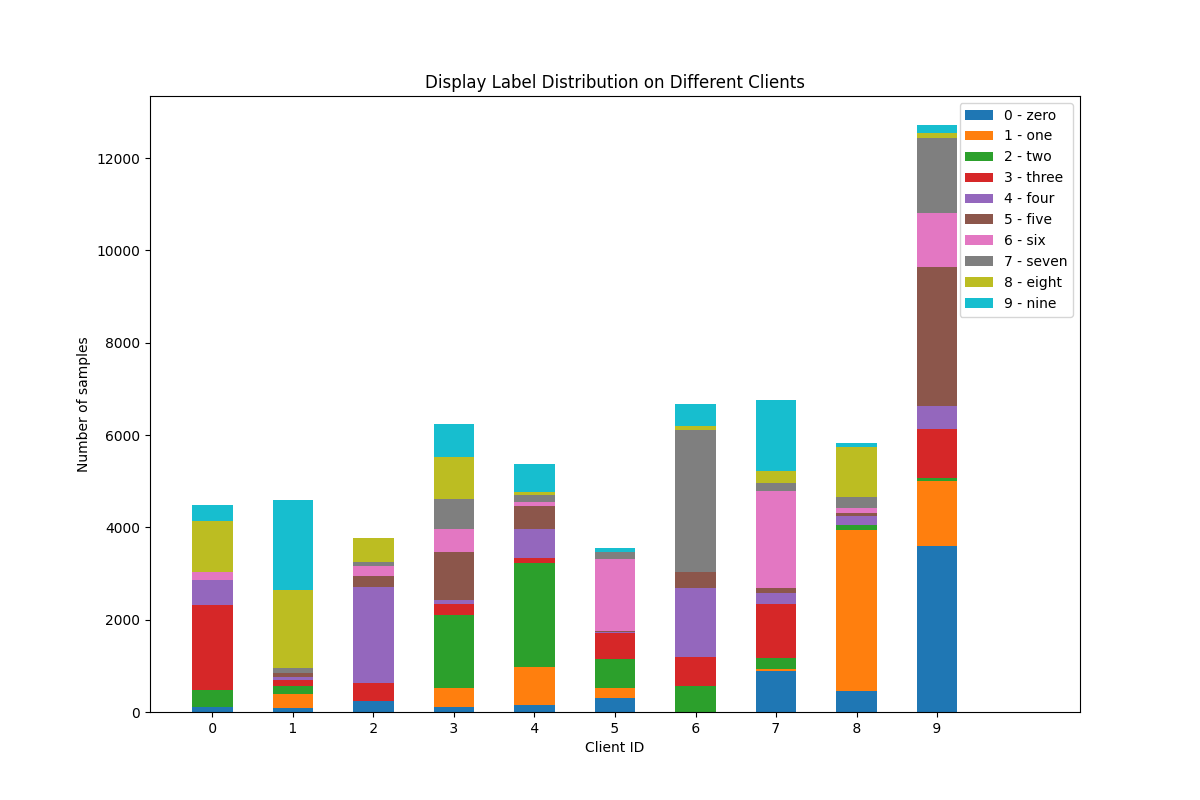 Display Label Distribution on Different Clients
0 - zero
1 - one
2 - two
3 - three
4 - four
5 - five
6 - six
7 - seven
8 - eight
9 - nine
12000
10000
8000
6000
4000
2000
0
Number of samples
0 1 2 3 4 5 6 7 8 9
Client ID